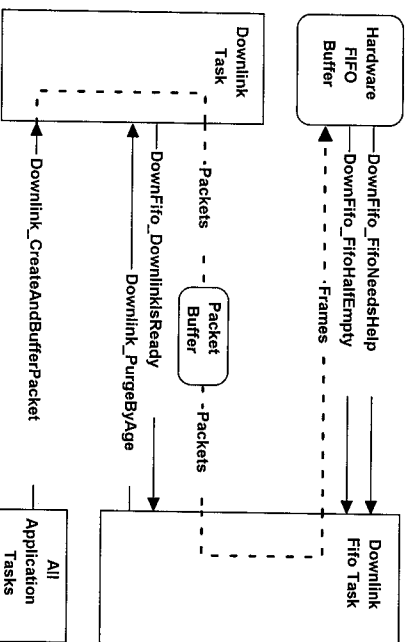 Hardware
FIFO
Buffer
DownFifo_FifoNeedsHelp
DownFifo_FifoHalfEmpty
Frames
Downlink
Fifo Task
Downlink
Task
Packets
Packet
Buffer
Packets
DownFifo_DownlinkIsReady
Downlink_PurgeByAge
Downlink_CreateAndBufferPacket
All
Application
Tasks